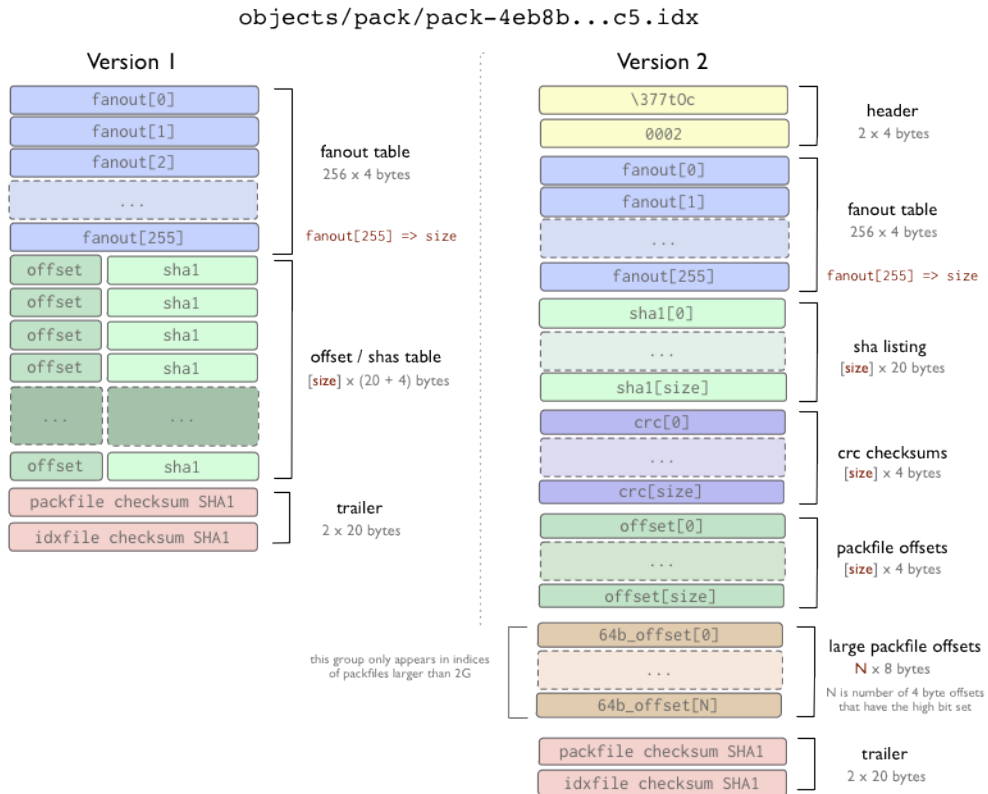 objects/pack/pack-4eb8b...c5.idx
Version 1
fanout[0]
fanout[1]
fanout[2]
...
fanout[255]
fanout table
256 x 4 bytes
fanout[255] => size
offset sha1
offset sha1
offset sha1
offset sha1
... ...
offset sha1
offset / shas table
[size] x (20 + 4) bytes
packfile checksum SHA1
idxfile checksum SHA1
trailer
2 x 20 bytes
Version 2
\377tOc
0002
header
2 x 4 bytes
fanout[0]
fanout[1]
...
fanout[255]
fanout table
256 x 4 bytes
fanout[255] => size
sha1[0]
...
sha1[size]
sha listing
[size] x 20 bytes
crc[0]
...
crc[size]
crc checksums
[size] x 4 bytes
offset[0]
...
offset[size]
packfile offsets
[size] x 4 bytes
this group only appears in indices
of packfiles larger than 2G
64b_offset[0]
...
64b_offset[N]
large packfile offsets
N x 8 bytes
N is number of 4 byte offsets
that have the high bit set
packfile checksum SHA1
idxfile checksum SHA1
trailer
2 x 20 bytes